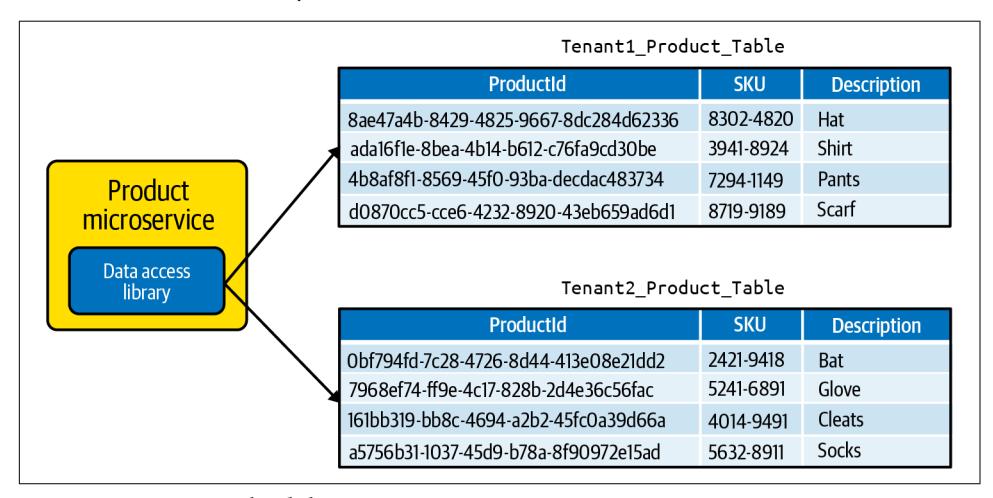 Tenant1_Product_Table
ProductId SKU Description
8ae47a4b-8429-4825-9667-8dc284d62336 8302-4820 Hat
ada16f1e-8bea-4b14-b612-c76fa9cd30be 3941-8924 Shirt
4b8af8f1-8569-45f0-93ba-decdac483734 7294-1149 Pants
d0870cc5-cce6-4232-8920-43eb659ad6d1 8719-9189 Scarf
Product
microservice
Data access
library
Tenant2_Product_Table
ProductId SKU Description
0bf794fd-7c28-4726-8d44-413e08e21dd2 2421-9418 Bat
7968ef74-ff9e-4c17-828b-2d4e36c56fac 5241-6891 Glove
161bb319-bb8c-4694-a2b2-45fc0a39d66a 4014-9491 Cleats
a5756b31-1037-45d9-b78a-8f90972e15ad 5632-8911 Socks